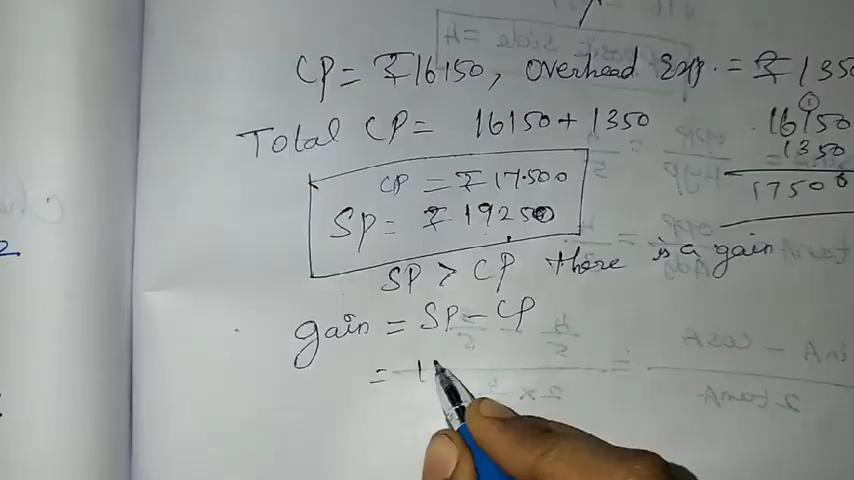 CP = ₹16150, Overhead Exp. = ₹135
Total CP = 16150 + 1350
16150
1350
17500
CP = ₹17500
SP = ₹19250
SP > CP there is a gain
gain = SP - CP
= 1